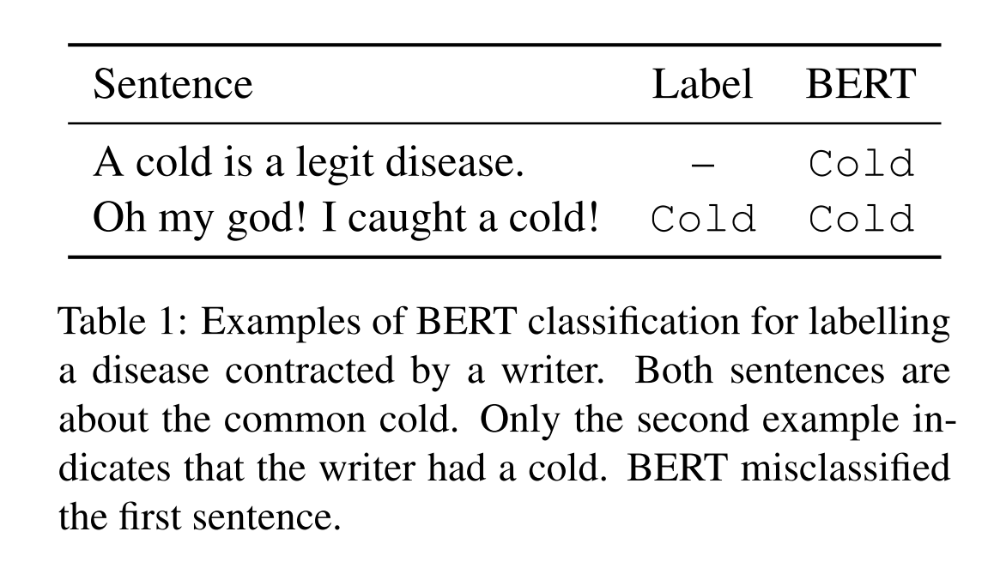 Sentence Label BERT
A cold is a legit disease. – Cold
Oh my god! I caught a cold! Cold Cold
Table 1: Examples of BERT classification for labelling
a disease contracted by a writer. Both sentences are
about the common cold. Only the second example in-
dicates that the writer had a cold. BERT misclassified
the first sentence.